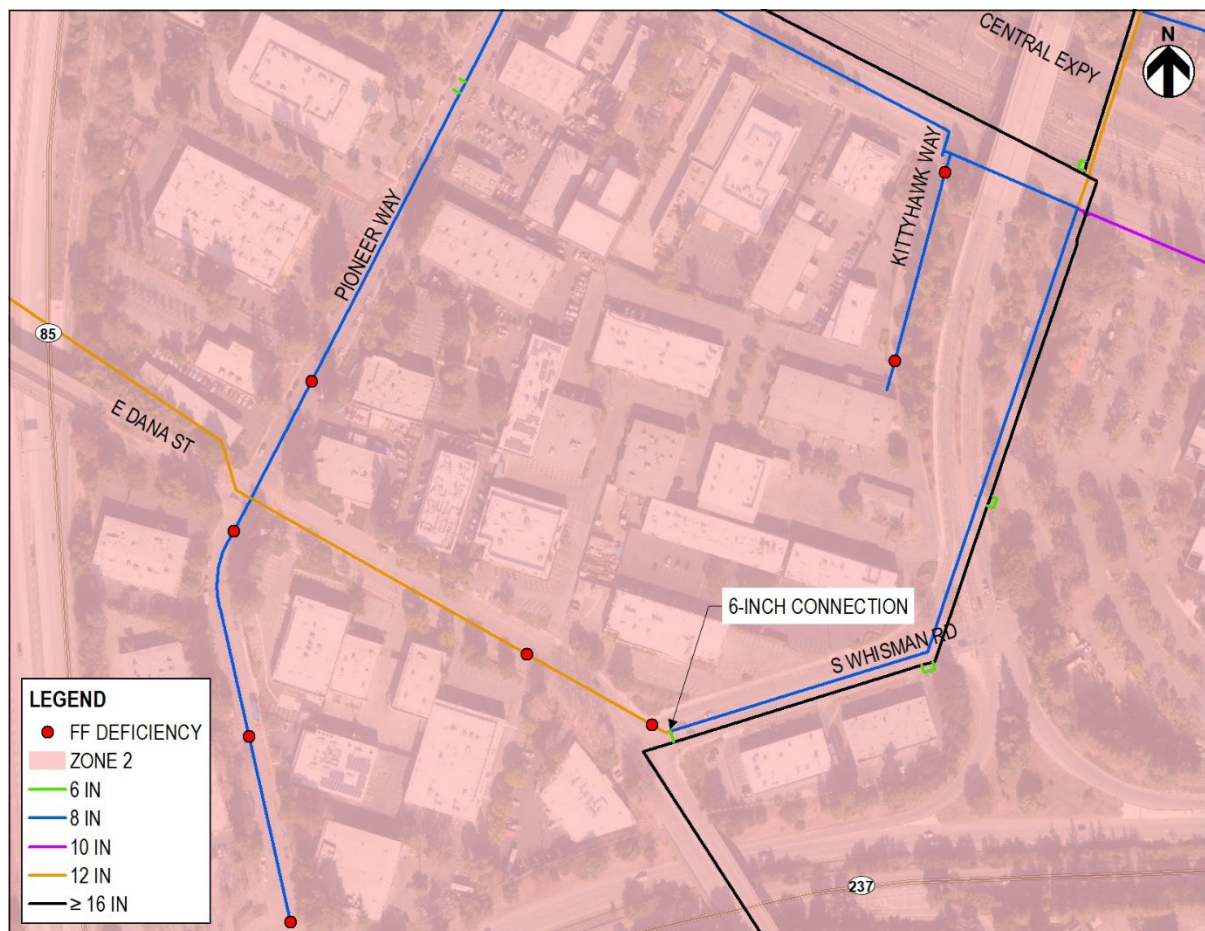 CENTRAL EXPY
N
KITTYHAWK WAY
PIONEER WAY
85
E DANA ST
6-INCH CONNECTION
S WHISMAN RD
LEGEND
FF DEFICIENCY
ZONE 2
6 IN
8 IN
10 IN
12 IN
≥ 16 IN
237